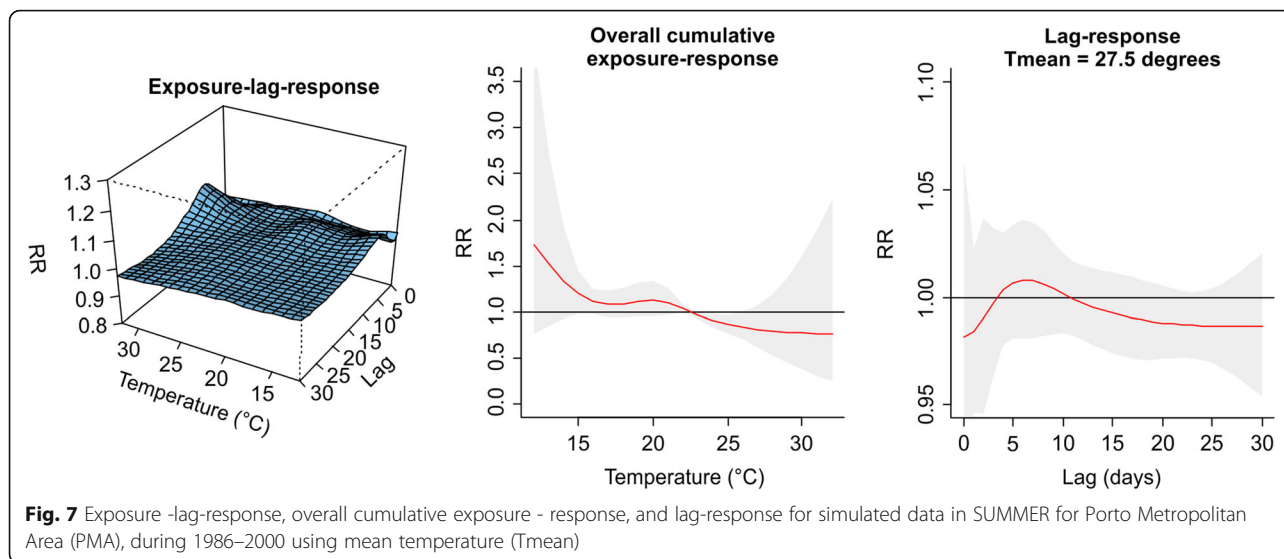 Exposure-lag-response
1.3
1.2
1.1
1.0
0.9
0.8
RR
30
25
20
15
Temperature (°C)
0
5
10
15
20
25
30
Lag
Overall cumulative
exposure-response
3.5
3.0
2.5
2.0
1.5
1.0
0.5
0.0
RR
15 20 25 30
Temperature (°C)
Lag-response
Tmean = 27.5 degrees
1.10
1.05
1.00
0.95
RR
0 5 10 15 20 25 30
Lag (days)
Fig. 7 Exposure -lag-response, overall cumulative exposure - response, and lag-response for simulated data in SUMMER for Porto Metropolitan
Area (PMA), during 1986–2000 using mean temperature (Tmean)